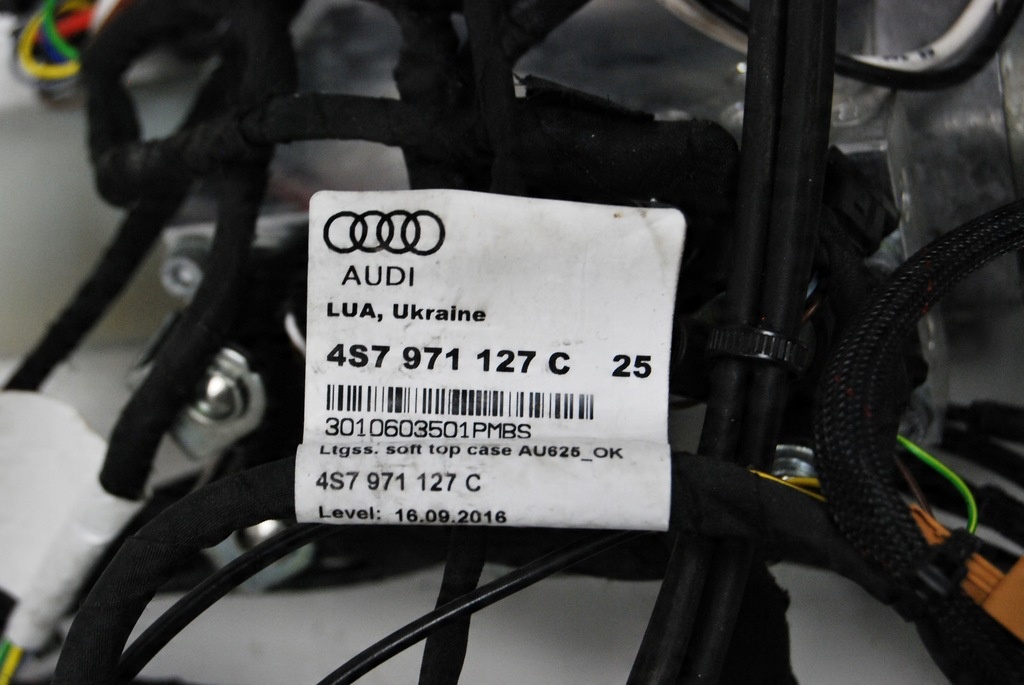 AUDI
LUA, Ukraine
4S7 971 127 C 25
3010603501PMBS
Ltgss. soft top case AU625_OK
4S7 971 127 C
Level: 16.09.2016